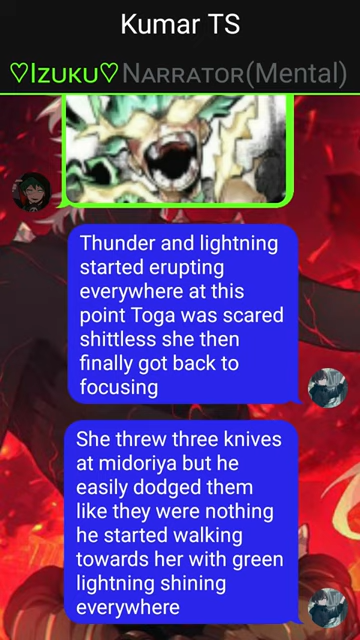 Kumar TS
♡Izuku♡ Narrator(Mental)
Thunder and lightning
started erupting
everywhere at this
point Toga was scared
shittless she then
finally got back to
focusing
She threw three knives
at midoriya but he
easily dodged them
like they were nothing
he started walking
towards her with green
lightning shining
everywhere